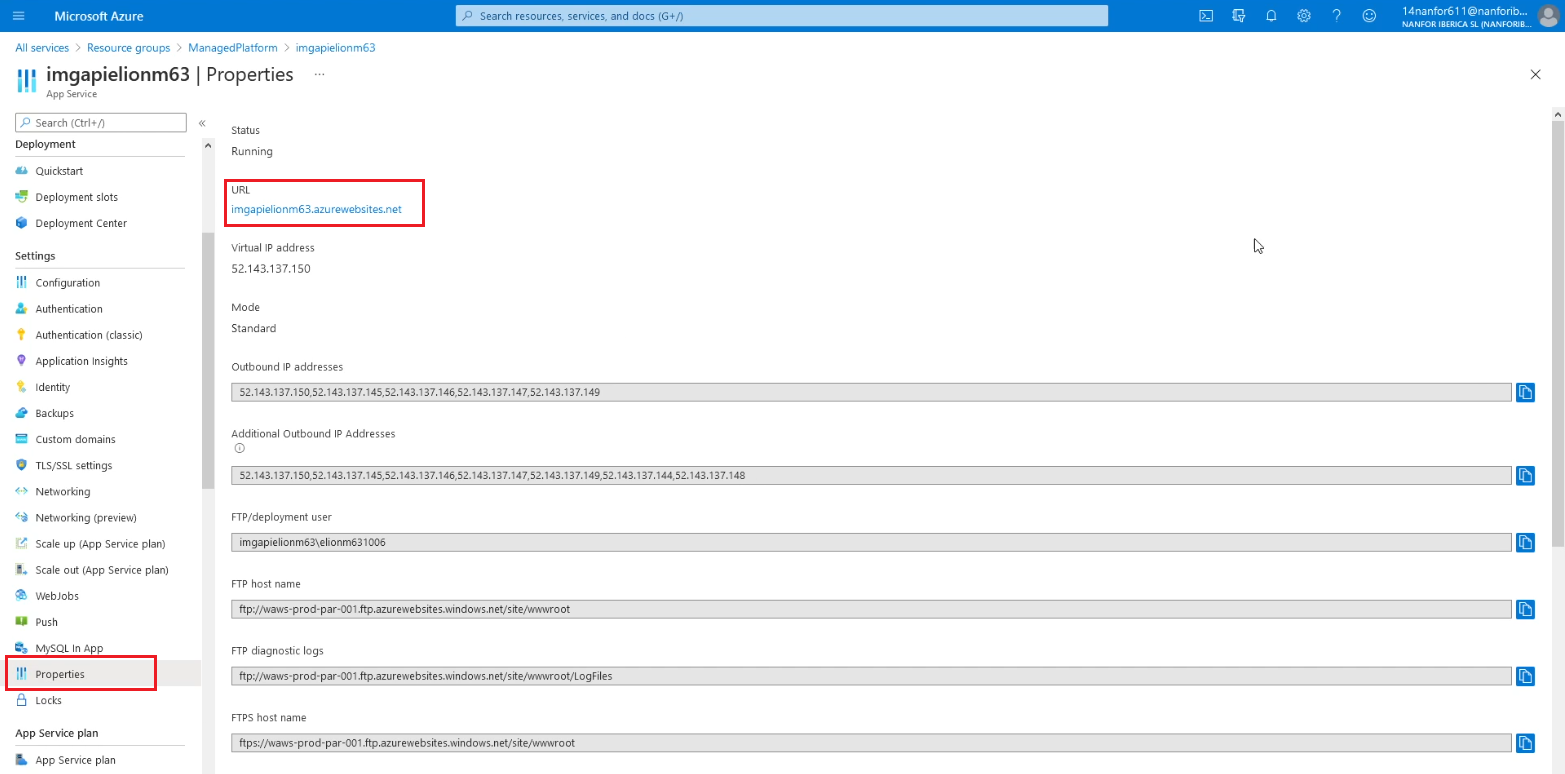 Microsoft Azure
Search resources, services, and docs (G+/)
14nanfor611@nanforib...
NANFOR IBERICA SL (NANFORIB...
All services > Resource groups > ManagedPlatform > imgapielionm63
imgapielionm63 | Properties ...
App Service
Search (Ctrl+/)
Deployment
Quickstart
Deployment slots
Deployment Center
Settings
Configuration
Authentication
Authentication (classic)
Application Insights
Identity
Backups
Custom domains
TLS/SSL settings
Networking
Networking (preview)
Scale up (App Service plan)
Scale out (App Service plan)
WebJobs
Push
MySQL In App
Properties
Locks
App Service plan
App Service plan
Status
Running
URL
imgapielionm63.azurewebsites.net
Virtual IP address
52.143.137.150
Mode
Standard
Outbound IP addresses
52.143.137.150,52.143.137.145,52.143.137.146,52.143.137.147,52.143.137.149
Additional Outbound IP Addresses
52.143.137.150,52.143.137.145,52.143.137.146,52.143.137.147,52.143.137.149,52.143.137.144,52.143.137.148
FTP/deployment user
imgapielionm63\elionm631006
FTP host name
ftp://waws-prod-par-001.ftp.azurewebsites.windows.net/site/wwwroot
FTP diagnostic logs
ftp://waws-prod-par-001.ftp.azurewebsites.windows.net/site/wwwroot/LogFiles
FTPS host name
ftps://waws-prod-par-001.ftp.azurewebsites.windows.net/site/wwwroot